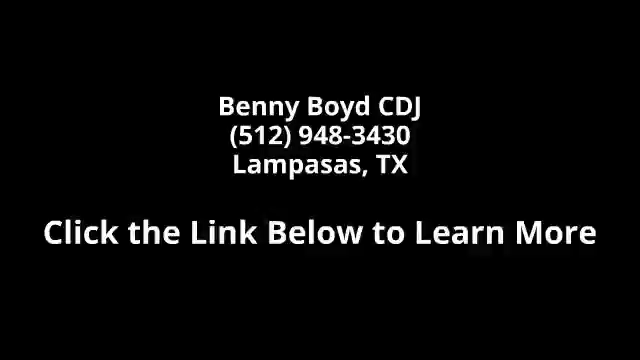 Benny Boyd CDJ
(512) 948-3430
Lampasas, TX
Click the Link Below to Learn More